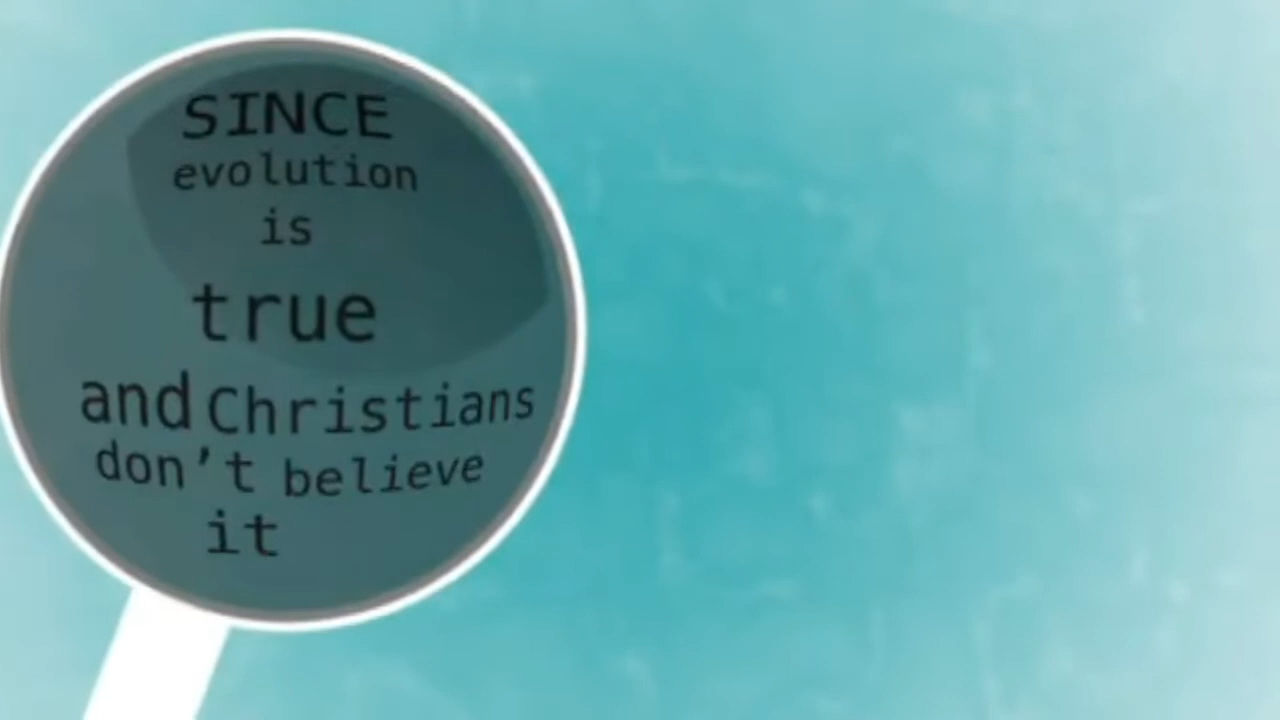 SINCE
evolution
is
true
and Christians
don't believe
it